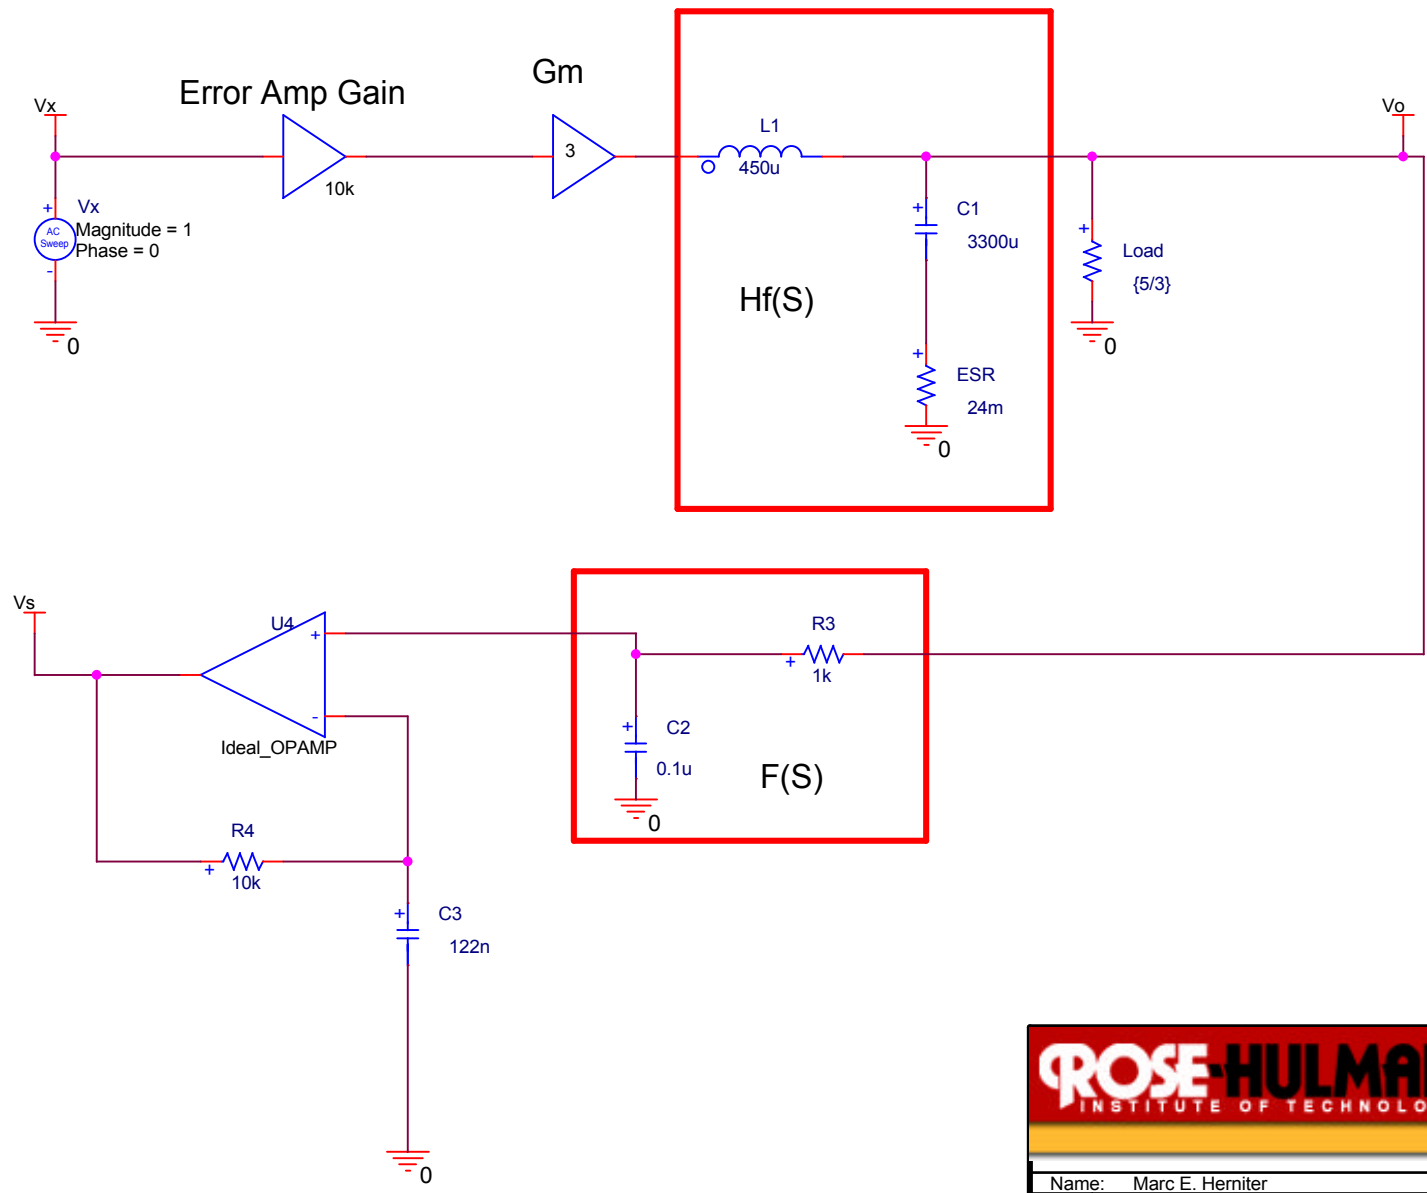 Error Amp Gain
Gm
Vx
10k
3
L1
450u
Vo
+
Vx
AC
Sweep
Magnitude = 1
Phase = 0
-
0
+
C1
3300u
+
Load
{5/3}
0
Hf(S)
+
ESR
24m
0
Vs
U4
+
-
Ideal_OPAMP
R3
+
1k
+
C2
0.1u
F(S)
0
R4
+
10k
+
C3
122n
0
ROSE-HULMA
INSTITUTE OF TECHNOLO
Name: Marc E. Herniter